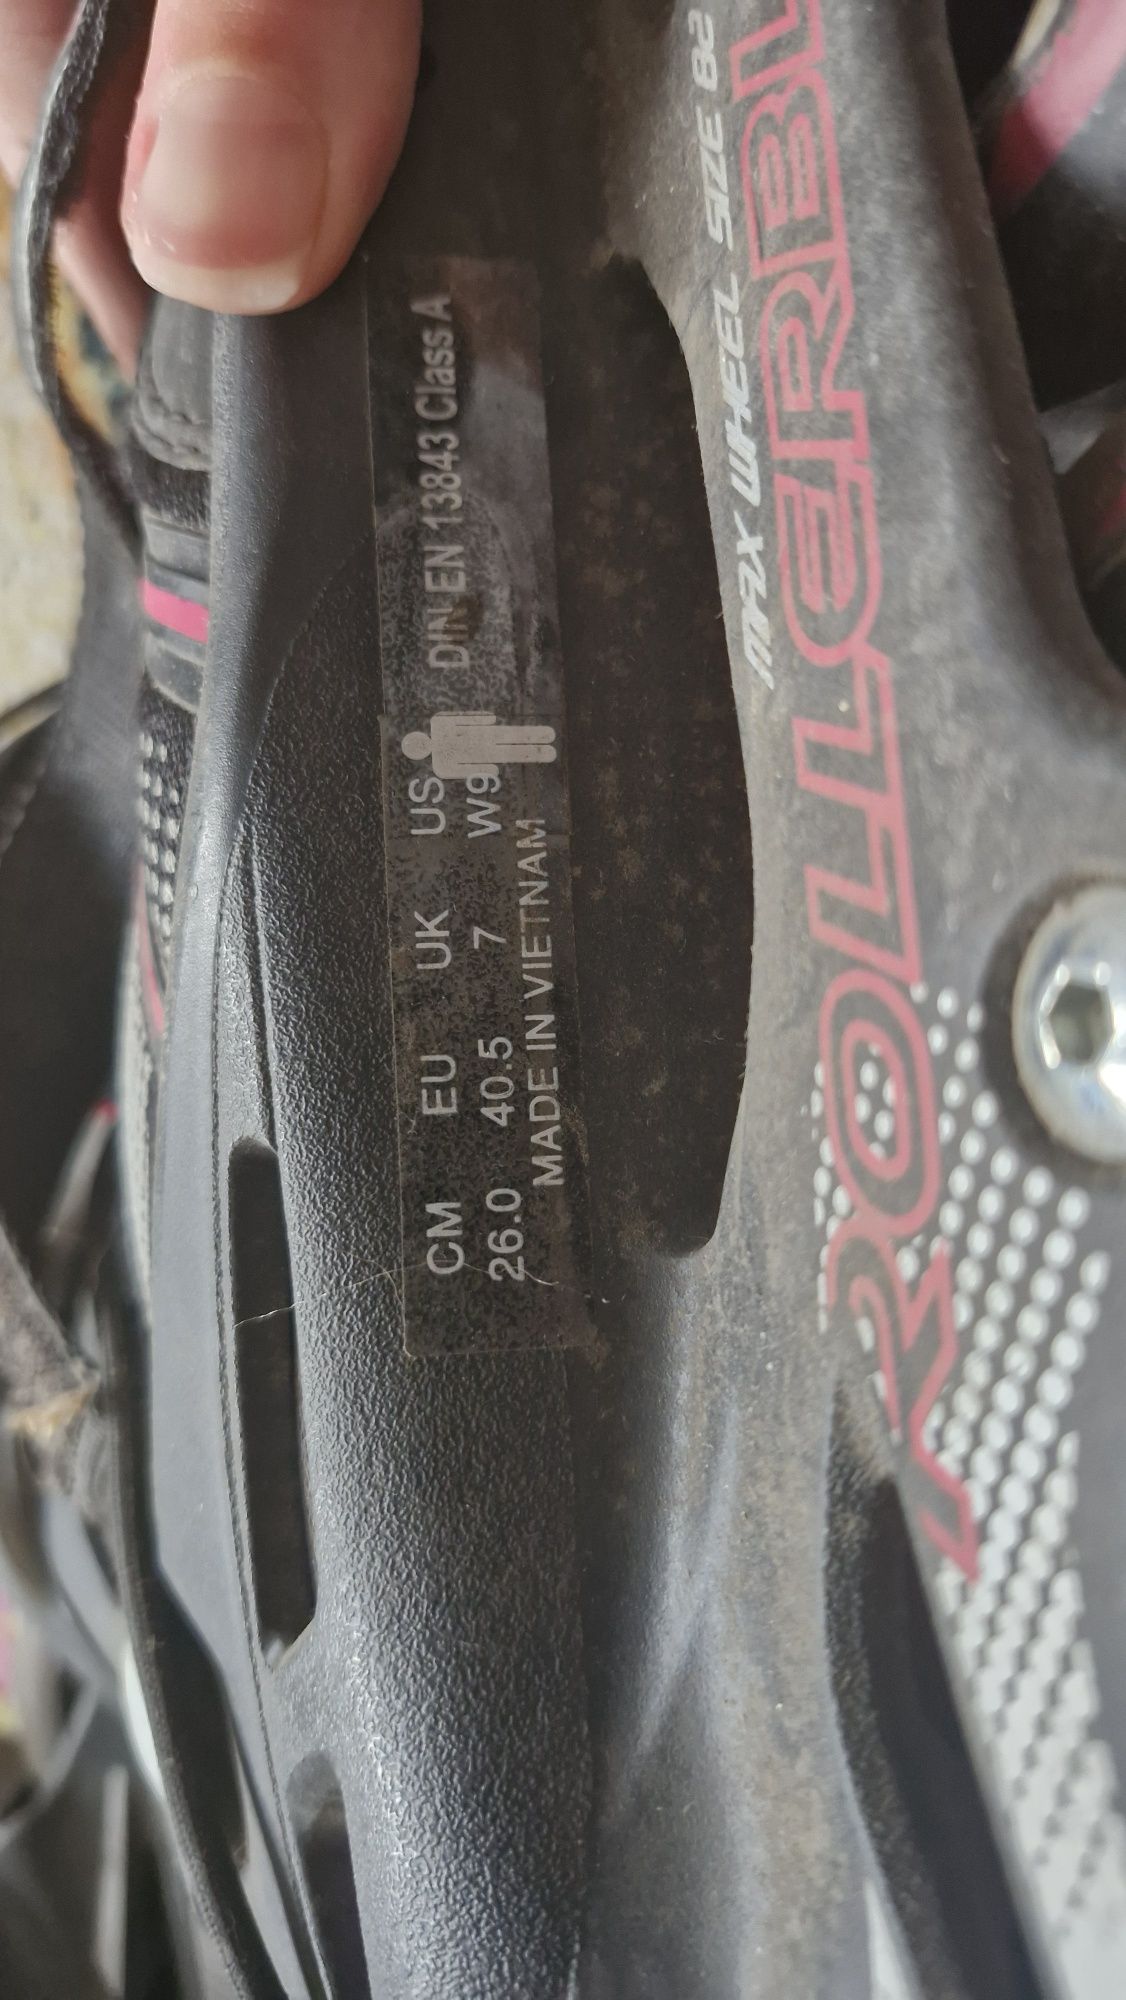 DIN EN 13843 Class A
CM EU UK US
26.0 40.5 7 W9
MADE IN VIETNAM
MAX WHEEL SIZE 82
ROLLERBL